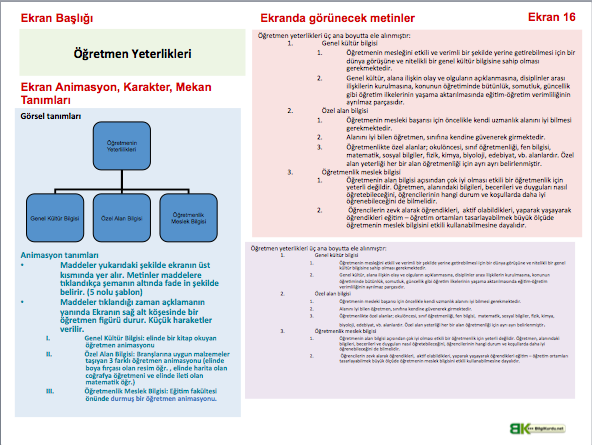 Ekran Başlığı
Öğretmen Yeterlikleri
Ekran Animasyon, Karakter, Mekan
Tanımları
Görsel tanımları
Öğretmenin
Yeterlilikleri
Genel Kültür Bilgisi
Özel Alan Bilgisi
Öğretmenlik
Meslek Bilgisi
Animasyon tanımları
• Maddeler yukarıdaki şekilde ekranın üst
kısmında yer alır. Metinler maddelere
tıklandıkça şemanın altında fade in şekilde
belirir. (5 nolu şablon)
• Maddeler tıklandığı zaman açıklamanın
yanında Ekranın sağ alt köşesinde bir
öğretmen figürü durur. Küçük haraketler
verilir.
I. Genel Kültür Bilgisi: elinde bir kitap okuyan
öğretmen animasyonu
II. Özel Alan Bilgisi: Branşlarına uygun malzemeler
taşıyan 3 farklı öğretmen animasyonu (elinde
boya fırçası olan resim öğr. , elinde harita olan
coğrafya öğretmeni ve elinde ileti olan
matematik öğr.)
III. Öğretmenlik Meslek Bilgisi: Eğitim fakültesi
önünde durmuş bir öğretmen animasyonu.
Ekranda görünecek metinler
Ekran 16
Öğretmen yeterlikleri üç ana boyutta ele alınmıştır:
1. Genel kültür bilgisi
1. Öğretmenin mesleğini etkili ve verimli bir şekilde yerine getirebilmesi için bir
dünya görüşüne ve nitelikli bir genel kültür bilgisine sahip olması
gerekmektedir.
2. Genel kültür, alana ilişkin olay ve olguların açıklanmasına, disiplinler arası
ilişkilerin kurulmasına, konunun öğretiminde bütünlük, somutluk, güncellik
gibi öğretim ilkelerinin yaşama aktarılmasında eğitim-öğretim verimliliğinin
ayrılmaz parçasıdır.
2. Özel alan bilgisi
1. Öğretmenin mesleki başarısı için öncelikle kendi uzmanlık alanını iyi bilmesi
gerekmektedir.
2. Alanını iyi bilen öğretmen, sınıfına kendine güvenerek girmektedir.
3. Öğretmenlikte özel alanlar; okulöncesi, sınıf öğretmenliği, fen bilgisi,
matematik, sosyal bilgiler, fizik, kimya, biyoloji, edebiyat, vb. alanlardır. Özel
alan yeterliği her bir alan öğretmenliği için ayrı ayrı belirlenmiştir.
3. Öğretmenlik meslek bilgisi
1. Öğretmenin alan bilgisi açısından çok iyi olması etkili bir öğretmenlik için
yeterli değildir. Öğretmen, alanındaki bilgileri, becerileri ve duyguları nasıl
öğretebileceğini, öğrencilerinin hangi durum ve koşullarda daha iyi
öğrenebileceğini de bilmelidir.
2. Öğrencilerin zevk alarak öğrendikleri, aktif olabildikleri, yaparak yaşayarak
öğrendikleri eğitim – öğretim ortamları tasarlayabilmek büyük ölçüde
öğretmenin meslek bilgisini etkili kullanabilmesine dayalıdır.
Öğretmen yeterlikleri üç ana boyutta ele alınmıştır:
1. Genel kültür bilgisi
1. Öğretmenin mesleğini etkili ve verimli bir şekilde yerine getirebilmesi için bir dünya görüşüne ve nitelikli bir genel
kültür bilgisine sahip olması gerekmektedir.
2. Genel kültür, alana ilişkin olay ve olguların açıklanmasına, disiplinler arası ilişkilerin kurulmasına, konunun
öğretiminde bütünlük, somutluk, güncellik gibi öğretim ilkelerinin yaşama aktarılmasında eğitim-öğretim
verimliliğinin ayrılmaz parçasıdır.
2. Özel alan bilgisi
1. Öğretmenin mesleki başarısı için öncelikle kendi uzmanlık alanını iyi bilmesi gerekmektedir.
2. Alanını iyi bilen öğretmen, sınıfına kendine güvenerek girmektedir.
3. Öğretmenlikte özel alanlar; okulöncesi, sınıf öğretmenliği, fen bilgisi, matematik, sosyal bilgiler, fizik, kimya,
biyoloji, edebiyat, vb. alanlardır. Özel alan yeterliği her bir alan öğretmenliği için ayrı ayrı belirlenmiştir.
3. Öğretmenlik meslek bilgisi
1. Öğretmenin alan bilgisi açısından çok iyi olması etkili bir öğretmenlik için yeterli değildir. Öğretmen, alanındaki
bilgileri, becerileri ve duyguları nasıl öğretebileceğini, öğrencilerinin hangi durum ve koşullarda daha iyi
öğrenebileceğini de bilmelidir.
2. Öğrencilerin zevk alarak öğrendikleri, aktif olabildikleri, yaparak yaşayarak öğrendikleri eğitim – öğretim ortamları
tasarlayabilmek büyük ölçüde öğretmenin meslek bilgisini etkili kullanabilmesine dayalıdır.
BK BilgiKurdu.net